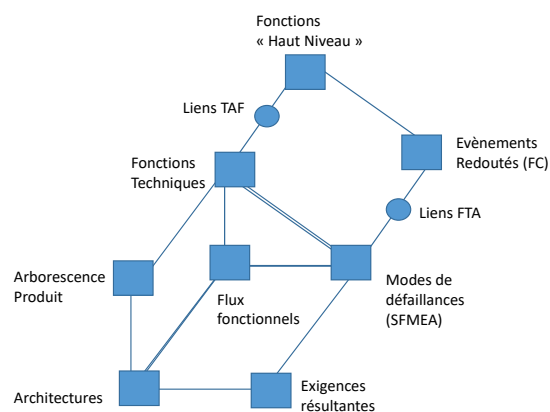 Fonctions
« Haut Niveau »
Liens TAF
Evènements
Redoutés (FC)
Fonctions
Techniques
Liens FTA
Arborescence
Produit
Flux
fonctionnels
Modes de
défaillances
(SFMEA)
Architectures
Exigences
résultantes